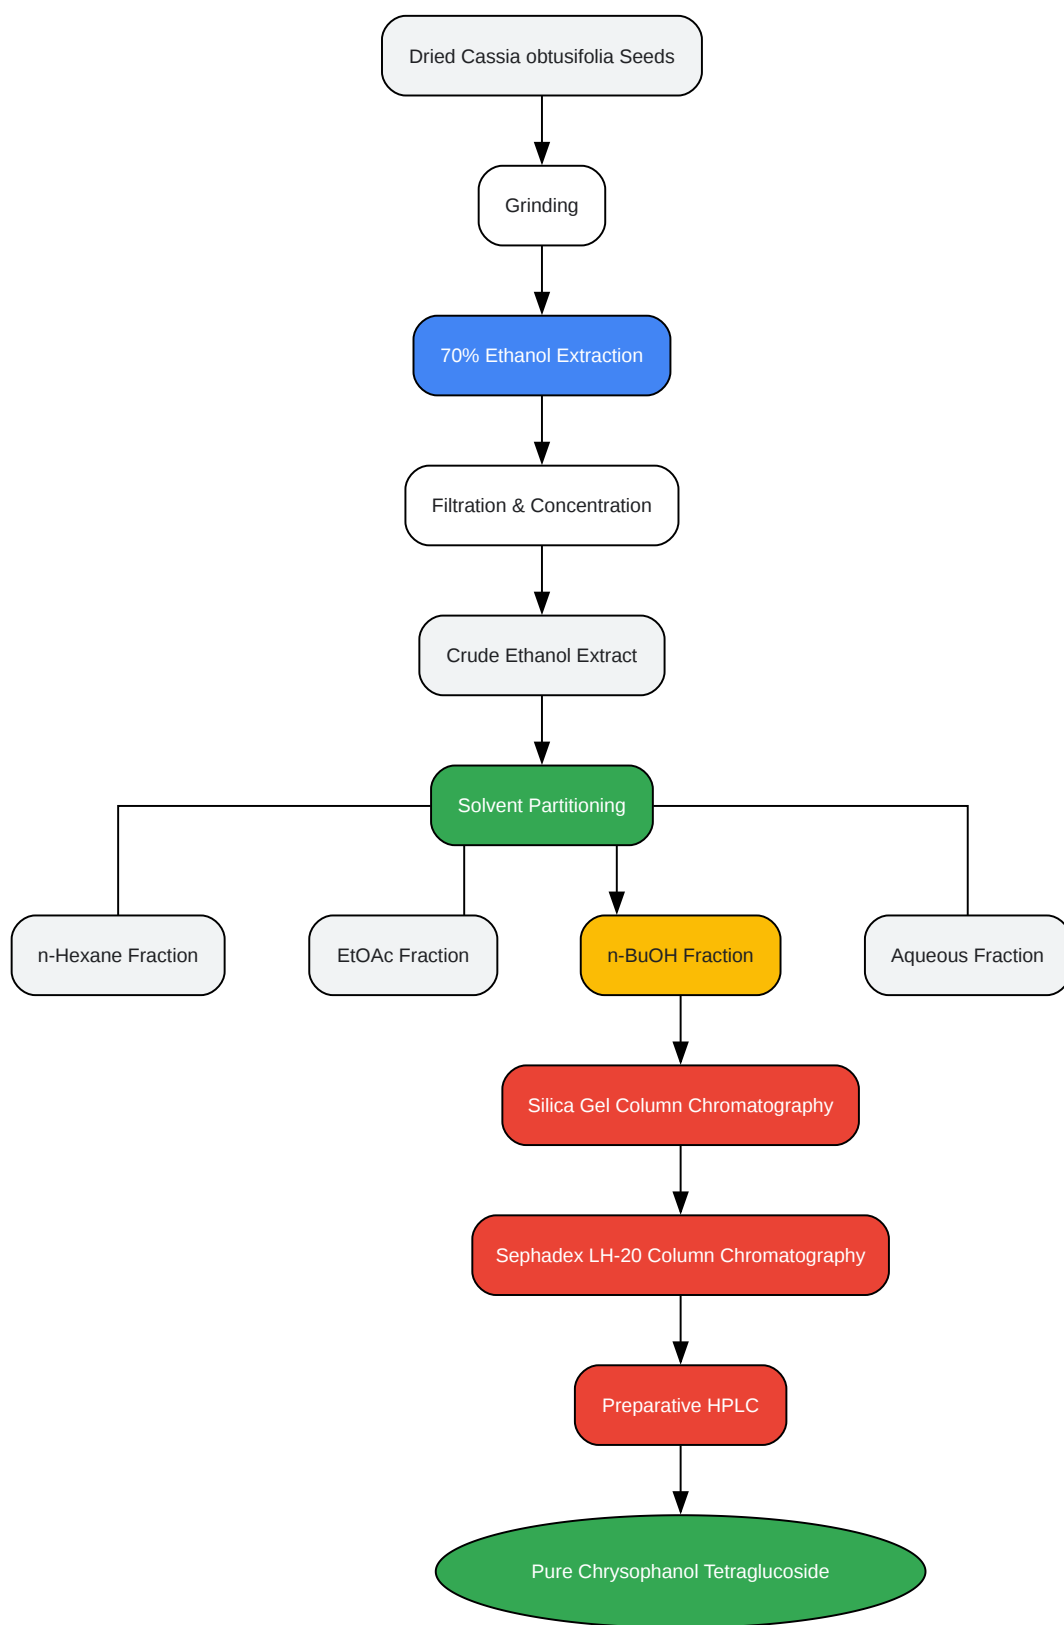 Dried Cassia obtusifolia Seeds
Grinding
70% Ethanol Extraction
Filtration & Concentration
Crude Ethanol Extract
Solvent Partitioning
n-Hexane Fraction
EtOAc Fraction
n-BuOH Fraction
Aqueous Fraction
Silica Gel Column Chromatography
Sephadex LH-20 Column Chromatography
Preparative HPLC
Pure Chrysophanol Tetraglucoside